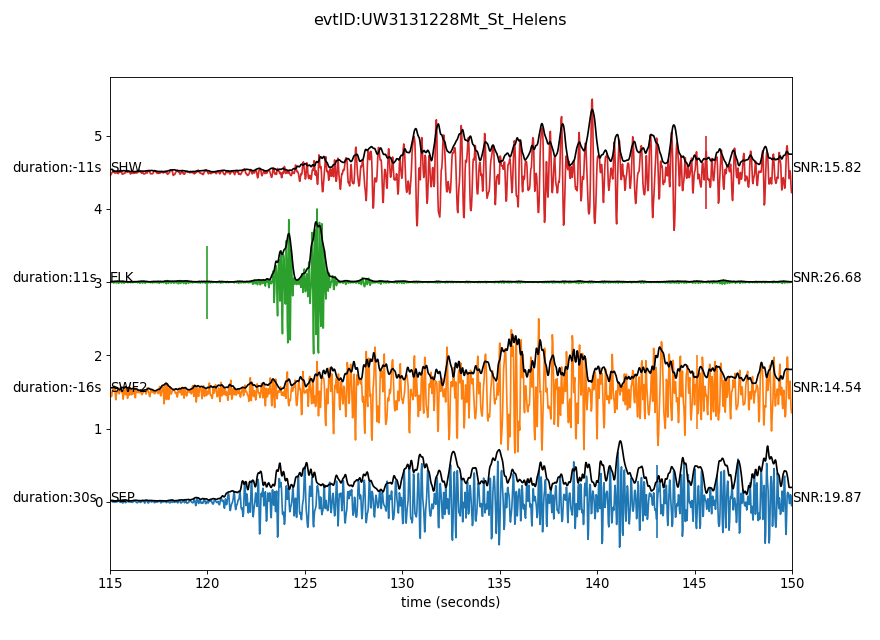 evtID:UW3131228Mt_St_Helens
5
duration:-11s SHW SNR:15.82
4
duration:11s ELK SNR:26.68
3
2
duration:-16s SWF2 SNR:14.54
1
duration:30s SEP SNR:19.87
0
115 120 125 130 135 140 145 150
time (seconds)